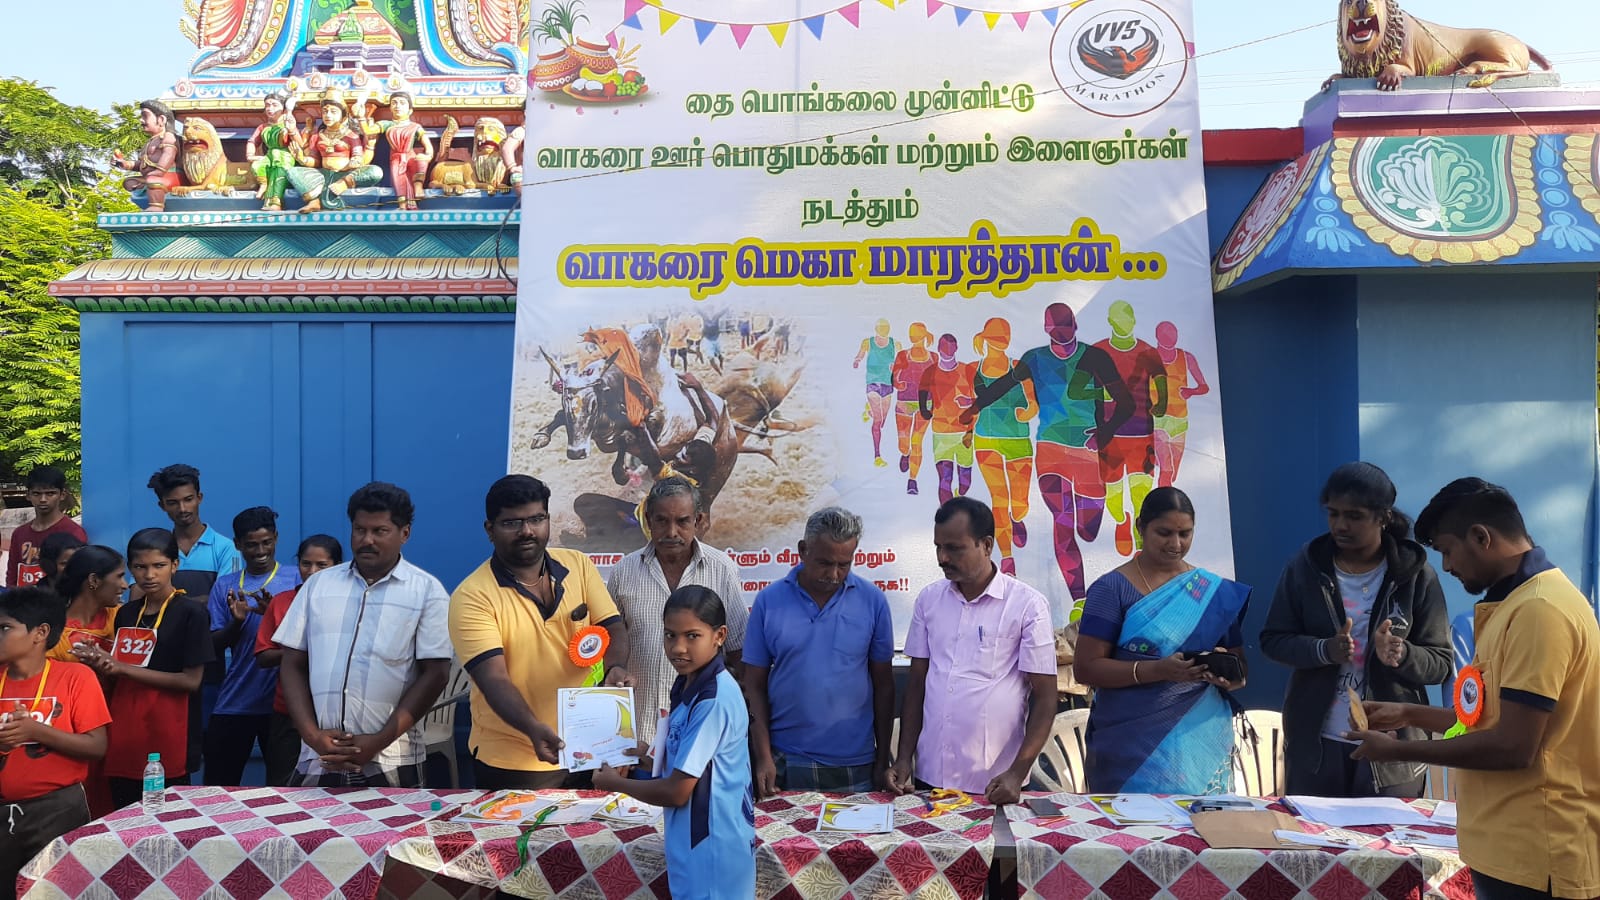 VVS
MARATHON
தை பொங்கலை முன்னிட்டு
வாகரை ஊர் பொதுமக்கள் மற்றும் இளைஞர்கள்
நடத்தும்
வாகரை மெகா மாரத்தான் ...
322